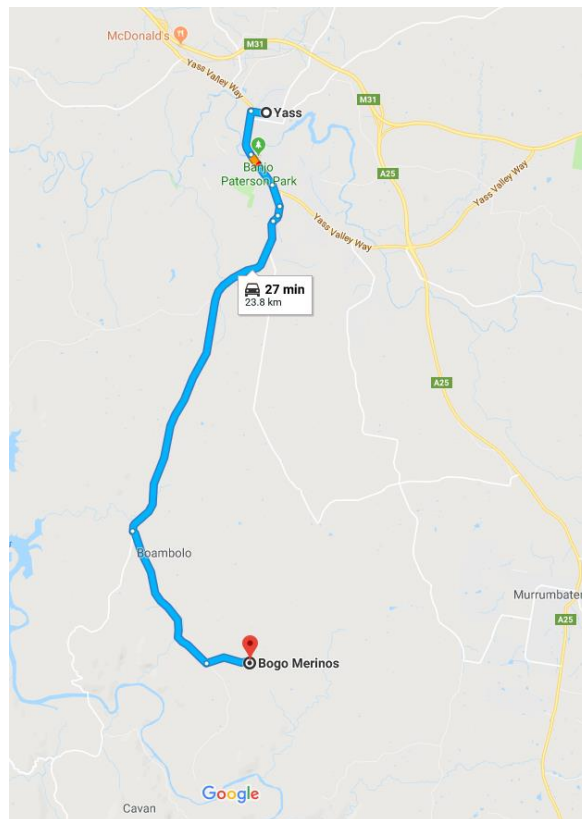 McDonald's
M31
Yass Valley Way
M31
Yass
Banjo
Paterson Park
A25
Yass Valley Way
Yass Valley Way
27 min
23.8 km
A25
Boambolo
Murrumbater
A25
Bogo Merinos
Google
Cavan